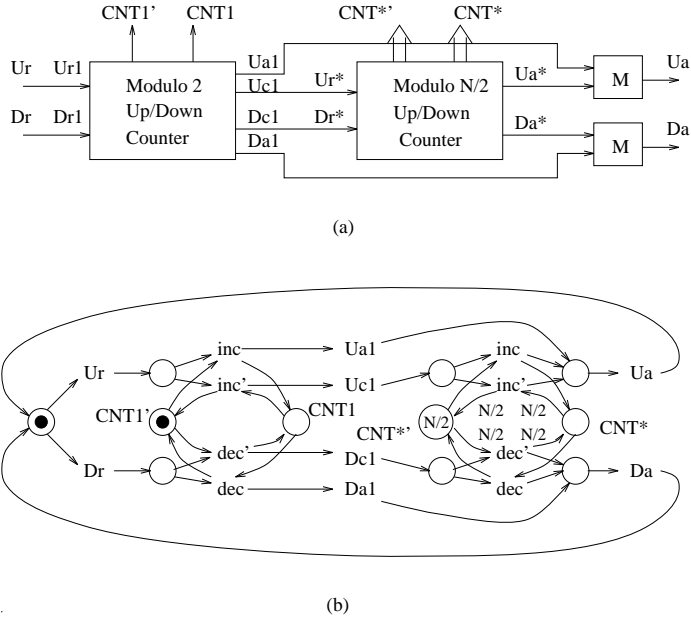 CNT1' CNT1 CNT*' CNT*
Ur Ur1 Ua1 Ua
Uc1 Ur* Ua* M
Modulo 2 Modulo N/2
Up/Down Up/Down
Dr Dr1 Dc1 Dr* Da* Da
Counter Counter
Da1 M
(a)
inc Ua1 inc
Ur Ua
inc' Uc1 inc'
CNT1' CNT1 N/2 N/2 N/2 CNT*
CNT*' N/2 N/2
dec' Dc1 dec'
Dr Da
dec Da1 dec
(b)